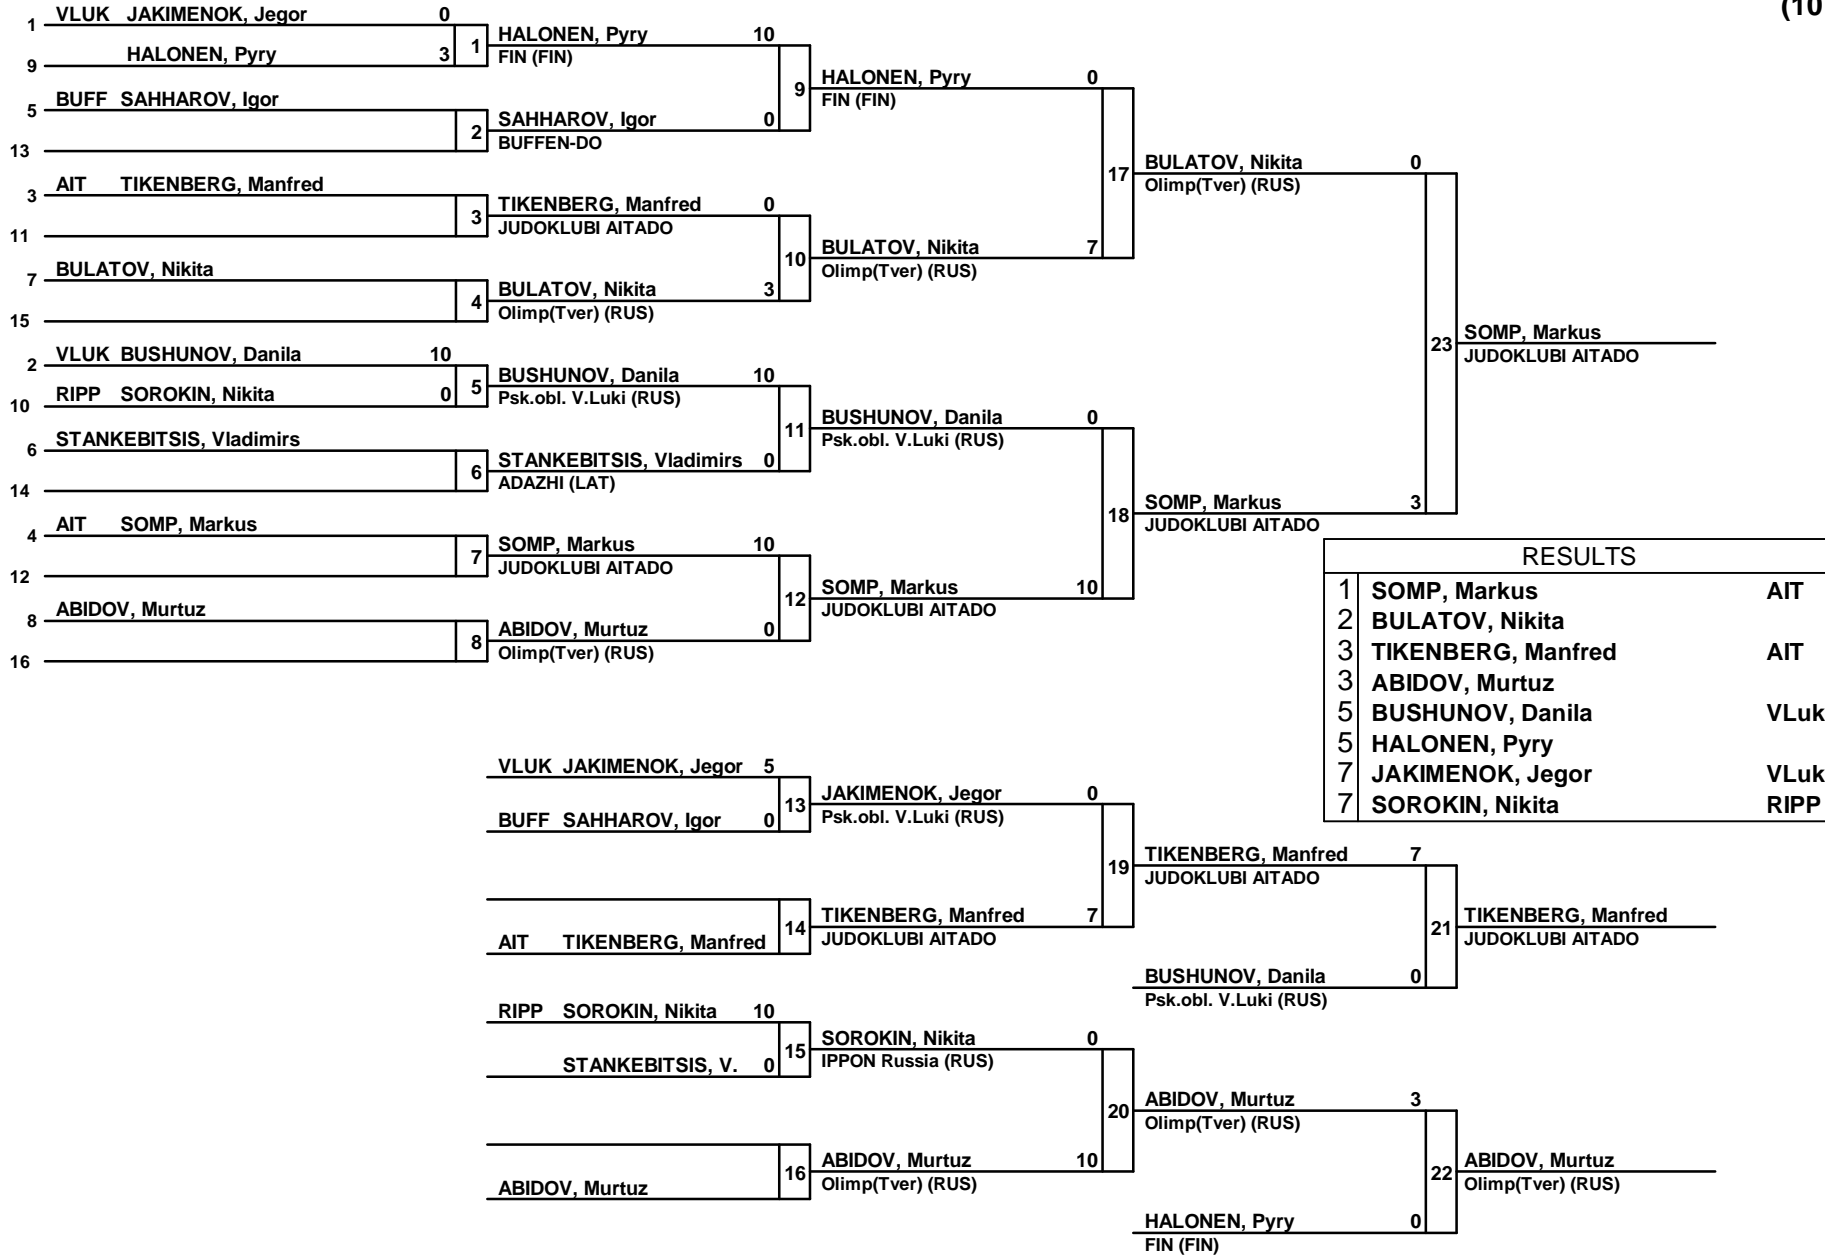 (10
1 VLUK JAKIMENOK, Jegor 0
9 HALONEN, Pyry 3
1
HALONEN, Pyry 10
FIN (FIN)
5 BUFF SAHHAROV, Igor
13
2
SAHHAROV, Igor 0
BUFFEN-DO
9
HALONEN, Pyry 0
FIN (FIN)
3 AIT TIKENBERG, Manfred
11
3
TIKENBERG, Manfred 0
JUDOKLUBI AITADO
7 BULATOV, Nikita
15
4
BULATOV, Nikita 3
Olimp(Tver) (RUS)
10
BULATOV, Nikita 7
Olimp(Tver) (RUS)
17
BULATOV, Nikita 0
Olimp(Tver) (RUS)
2 VLUK BUSHUNOV, Danila 10
10 RIPP SOROKIN, Nikita 0
5
BUSHUNOV, Danila 10
Psk.obl. V.Luki (RUS)
6 STANKEBITSIS, Vladimirs
14
6
STANKEBITSIS, Vladimirs 0
ADAZHI (LAT)
11
BUSHUNOV, Danila 0
Psk.obl. V.Luki (RUS)
4 AIT SOMP, Markus
12
7
SOMP, Markus 10
JUDOKLUBI AITADO
8 ABIDOV, Murtuz
16
8
ABIDOV, Murtuz 0
Olimp(Tver) (RUS)
12
SOMP, Markus 10
JUDOKLUBI AITADO
18
SOMP, Markus 3
JUDOKLUBI AITADO
23
SOMP, Markus
JUDOKLUBI AITADO
RESULTS
1 SOMP, Markus AIT
2 BULATOV, Nikita
3 TIKENBERG, Manfred AIT
3 ABIDOV, Murtuz
5 BUSHUNOV, Danila VLuk
5 HALONEN, Pyry
7 JAKIMENOK, Jegor VLuk
7 SOROKIN, Nikita RIPP
VLUK JAKIMENOK, Jegor 5
BUFF SAHHAROV, Igor 0
13
JAKIMENOK, Jegor 0
Psk.obl. V.Luki (RUS)
AIT TIKENBERG, Manfred
14
TIKENBERG, Manfred 7
JUDOKLUBI AITADO
19
TIKENBERG, Manfred 7
JUDOKLUBI AITADO
BUSHUNOV, Danila 0
Psk.obl. V.Luki (RUS)
21
TIKENBERG, Manfred
JUDOKLUBI AITADO
RIPP SOROKIN, Nikita 10
STANKEBITSIS, V. 0
15
SOROKIN, Nikita 0
IPPON Russia (RUS)
ABIDOV, Murtuz
16
ABIDOV, Murtuz 10
Olimp(Tver) (RUS)
20
ABIDOV, Murtuz 3
Olimp(Tver) (RUS)
HALONEN, Pyry 0
FIN (FIN)
22
ABIDOV, Murtuz
Olimp(Tver) (RUS)